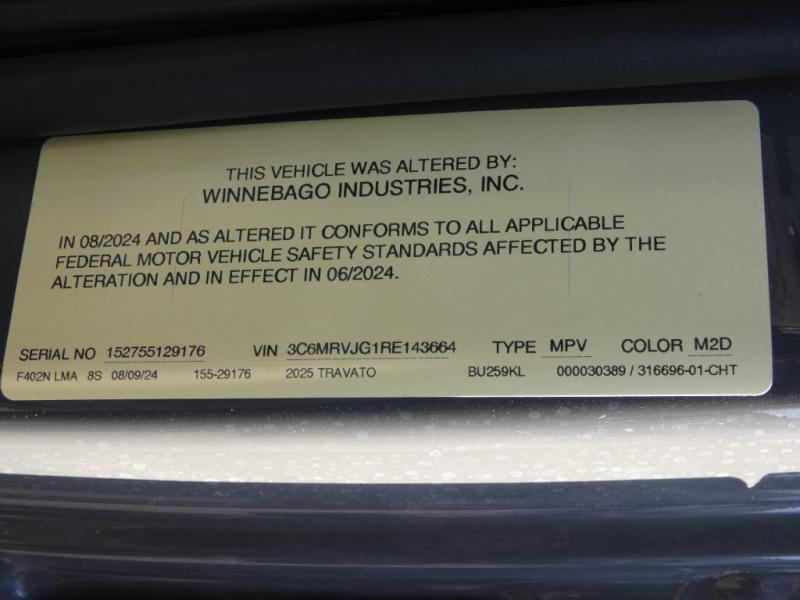 THIS VEHICLE WAS ALTERED BY:
WINNEBAGO INDUSTRIES, INC.
IN 08/2024 AND AS ALTERED IT CONFORMS TO ALL APPLICABLE
FEDERAL MOTOR VEHICLE SAFETY STANDARDS AFFECTED BY THE
ALTERATION AND IN EFFECT IN 06/2024.
SERIAL NO 152755129176 VIN 3C6MRVJG1RE143664 TYPE MPV COLOR M2D
F402N LMA 8S 08/09/24 155-29176 2025 TRAVATO BU259KL 000030389 / 316696-01-CHT